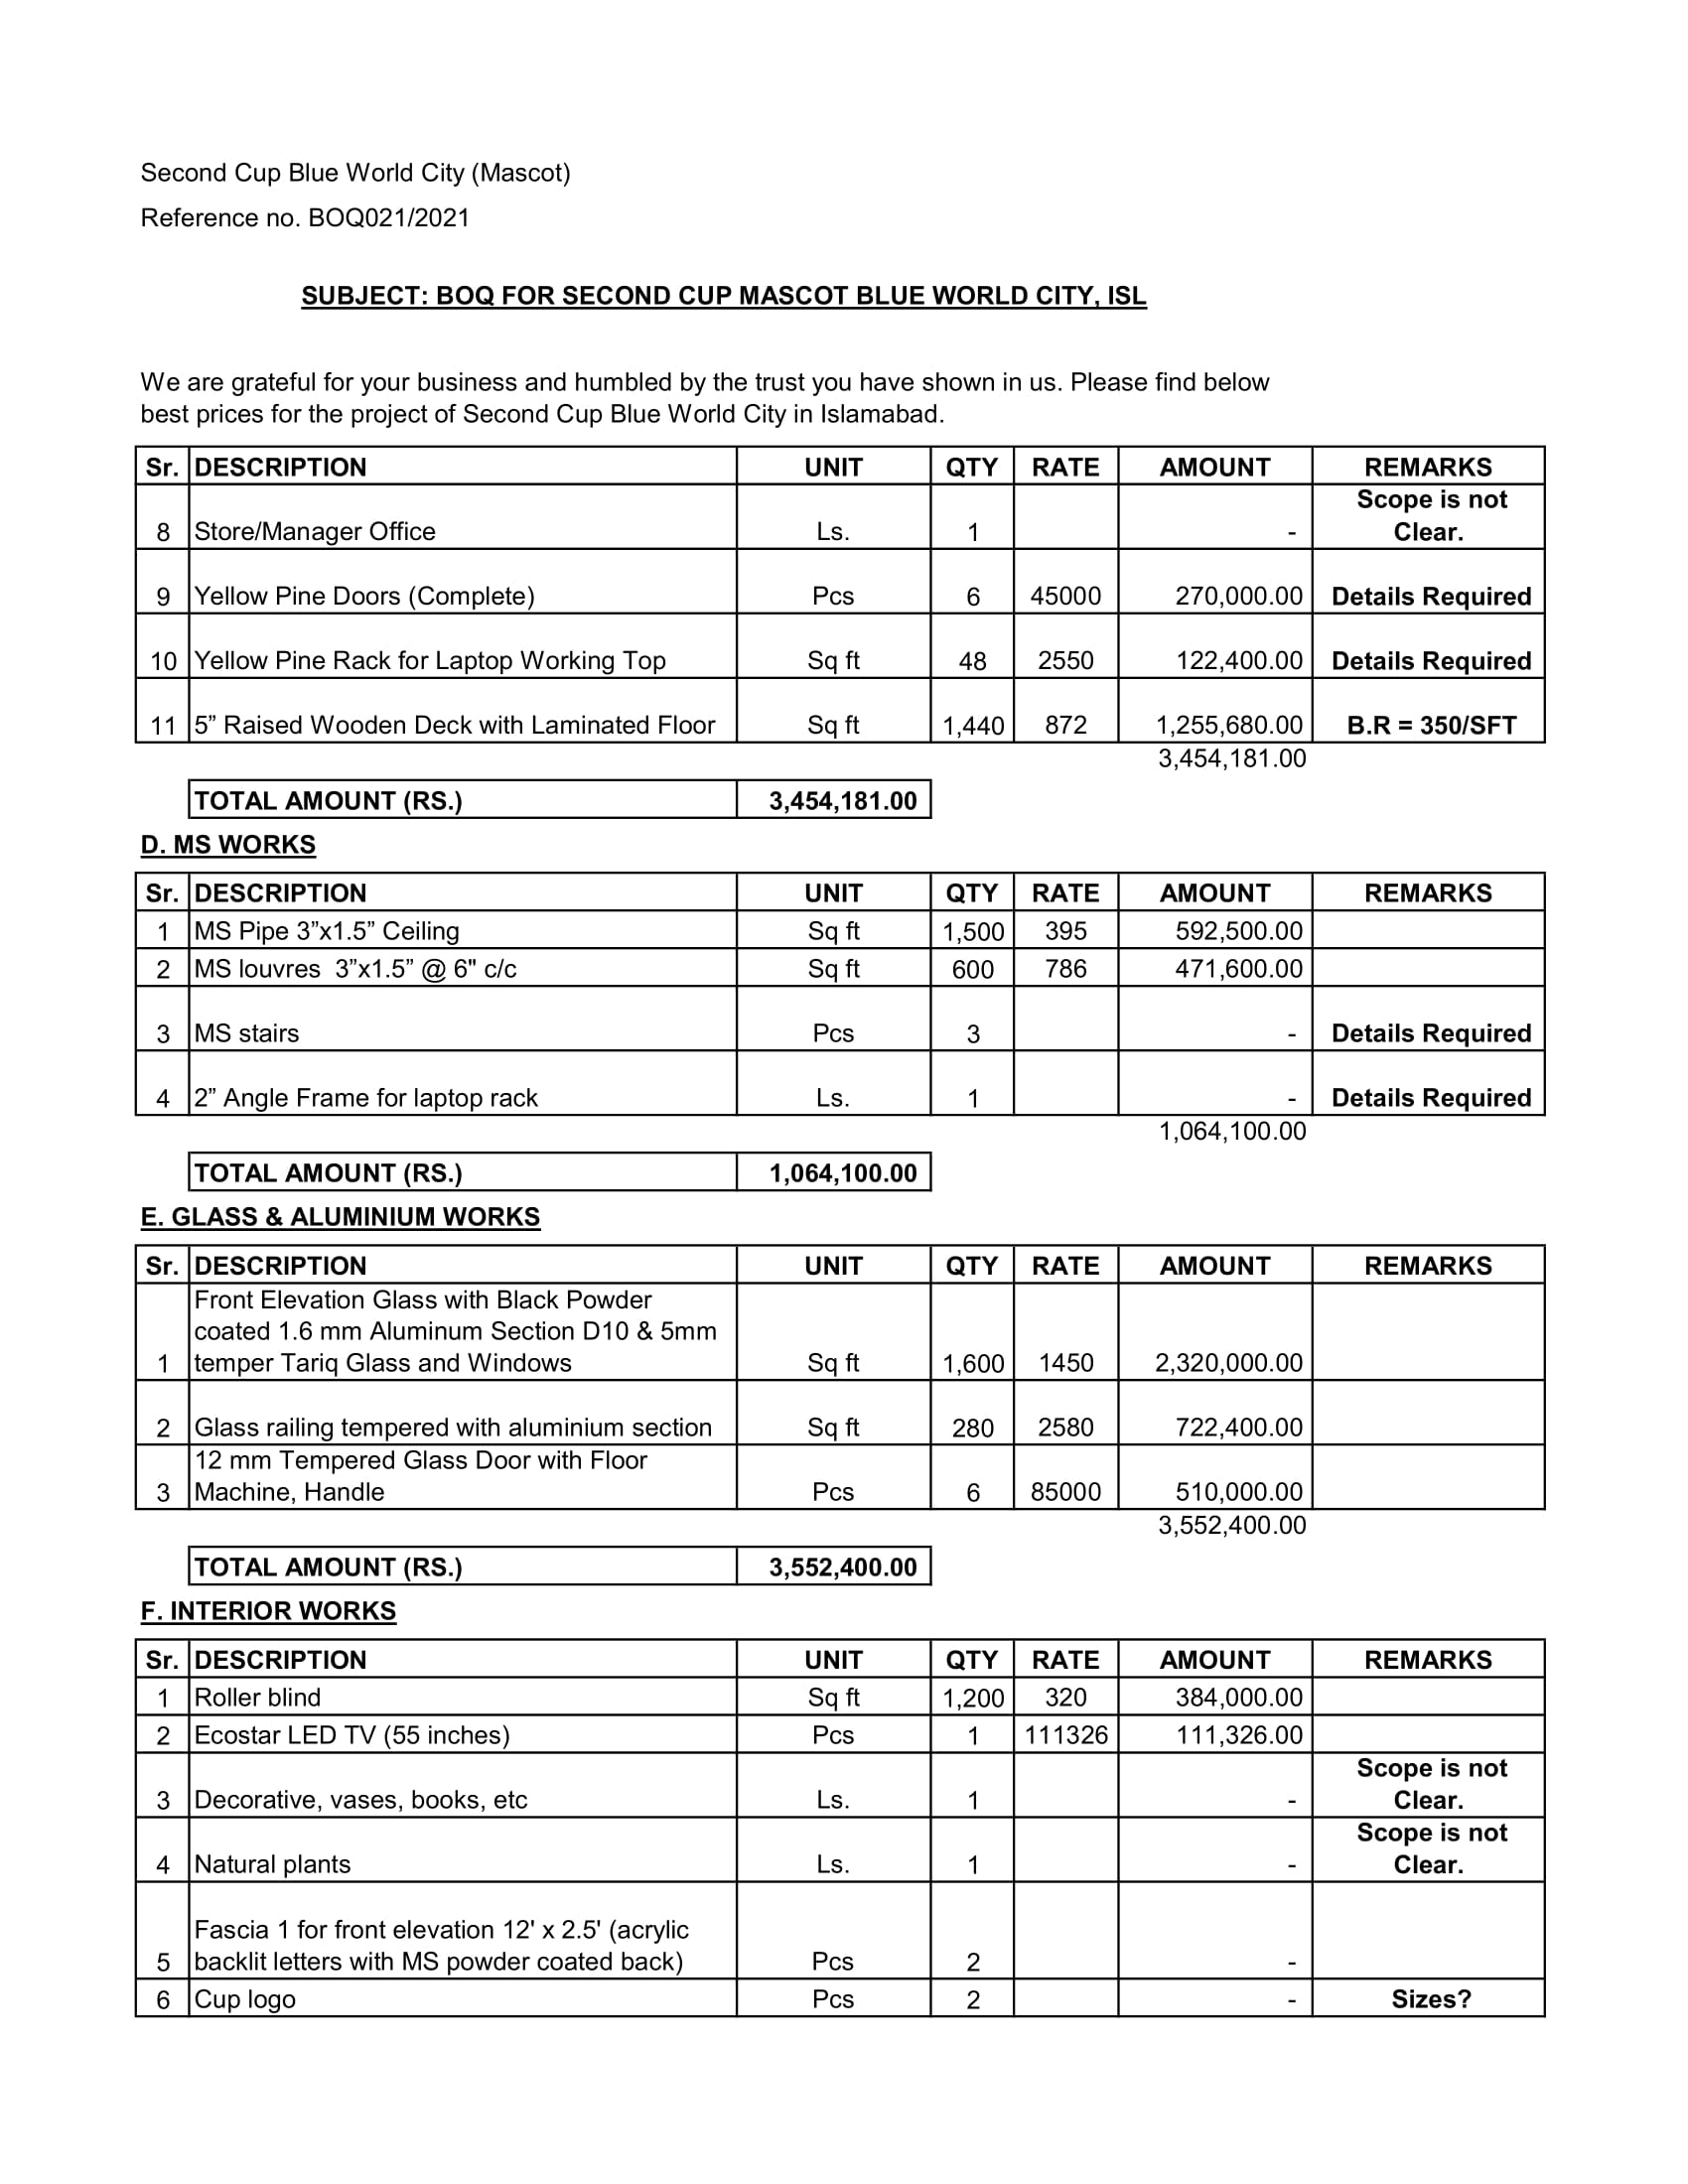 Second Cup Blue World City (Mascot)
Reference no. BOQ021/2021
SUBJECT: BOQ FOR SECOND CUP MASCOT BLUE WORLD CITY, ISL
We are grateful for your business and humbled by the trust you have shown in us. Please find below
best prices for the project of Second Cup Blue World City in Islamabad.
Sr. DESCRIPTION UNIT QTY RATE AMOUNT REMARKS
8 Store/Manager Office Ls. 1 - Scope is not
Clear.
9 Yellow Pine Doors (Complete) Pcs 6 45000 270,000.00 Details Required
10 Yellow Pine Rack for Laptop Working Top Sq ft 48 2550 122,400.00 Details Required
11 5” Raised Wooden Deck with Laminated Floor Sq ft 1,440 872 1,255,680.00 B.R = 350/SFT
3,454,181.00
TOTAL AMOUNT (RS.) 3,454,181.00
D. MS WORKS
Sr. DESCRIPTION UNIT QTY RATE AMOUNT REMARKS
1 MS Pipe 3”x1.5” Ceiling Sq ft 1,500 395 592,500.00
2 MS louvres  3”x1.5” @ 6" c/c Sq ft 600 786 471,600.00
3 MS stairs Pcs 3 - Details Required
4 2” Angle Frame for laptop rack Ls. 1 - Details Required
1,064,100.00
TOTAL AMOUNT (RS.) 1,064,100.00
E. GLASS & ALUMINIUM WORKS
Sr. DESCRIPTION UNIT QTY RATE AMOUNT REMARKS
Front Elevation Glass with Black Powder
coated 1.6 mm Aluminum Section D10 & 5mm
1 temper Tariq Glass and Windows Sq ft 1,600 1450 2,320,000.00
2 Glass railing tempered with aluminium section Sq ft 280 2580 722,400.00
12 mm Tempered Glass Door with Floor
3 Machine, Handle Pcs 6 85000 510,000.00
3,552,400.00
TOTAL AMOUNT (RS.) 3,552,400.00
F. INTERIOR WORKS
Sr. DESCRIPTION UNIT QTY RATE AMOUNT REMARKS
1 Roller blind Sq ft 1,200 320 384,000.00
2 Ecostar LED TV (55 inches) Pcs 1 111326 111,326.00
3 Decorative, vases, books, etc Ls. 1 - Scope is not
Clear.
4 Natural plants Ls. 1 - Scope is not
Clear.
Fascia 1 for front elevation 12' x 2.5' (acrylic
5 backlit letters with MS powder coated back) Pcs 2 -
6 Cup logo Pcs 2 - Sizes?